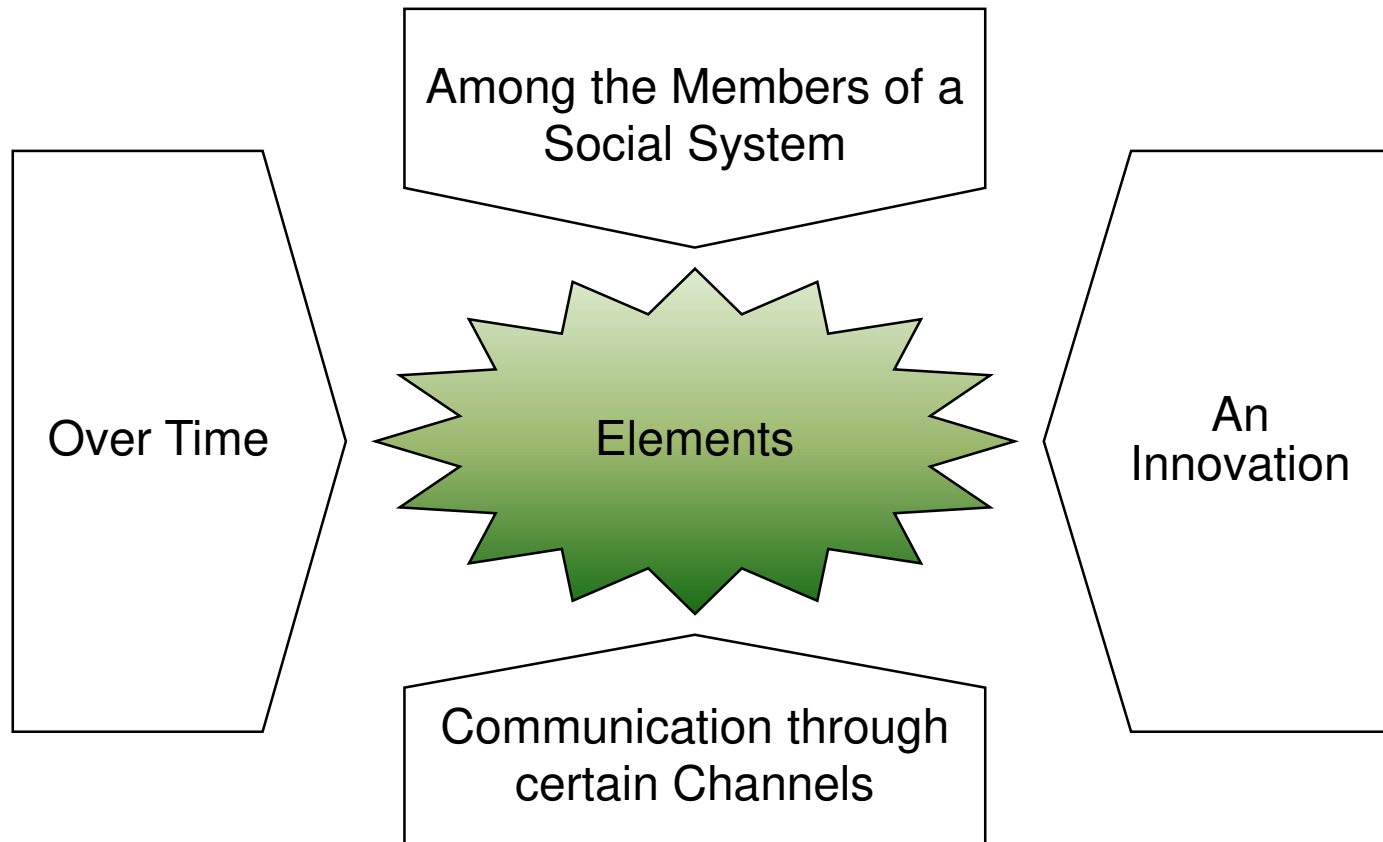 Among the Members of a
Social System
Over Time
Elements
An
Innovation
Communication through
certain Channels